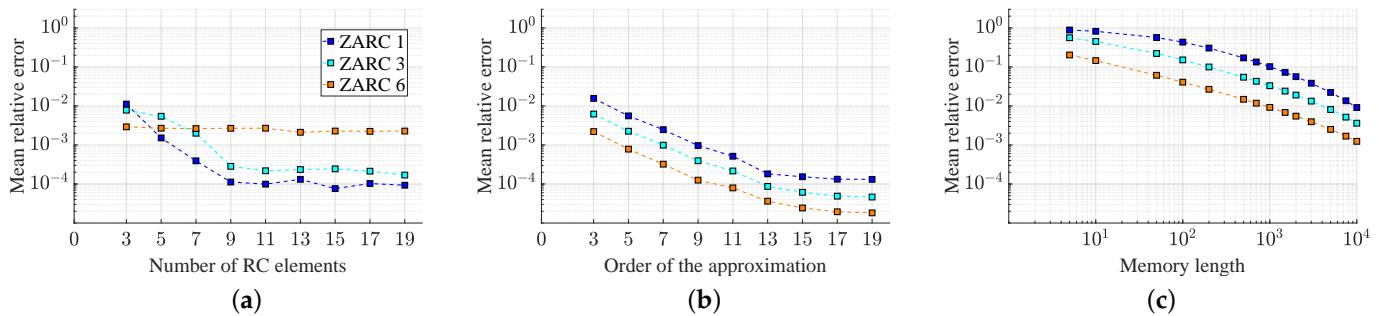 Mean relative error
10^0
10^-1
10^-2
10^-3
10^-4
ZARC 1
ZARC 3
ZARC 6
0 3 5 7 9 11 13 15 17 19
Number of RC elements
(a)
Mean relative error
10^0
10^-1
10^-2
10^-3
10^-4
0 3 5 7 9 11 13 15 17 19
Order of the approximation
(b)
Mean relative error
10^0
10^-1
10^-2
10^-3
10^-4
10^1 10^2 10^3 10^4
Memory length
(c)